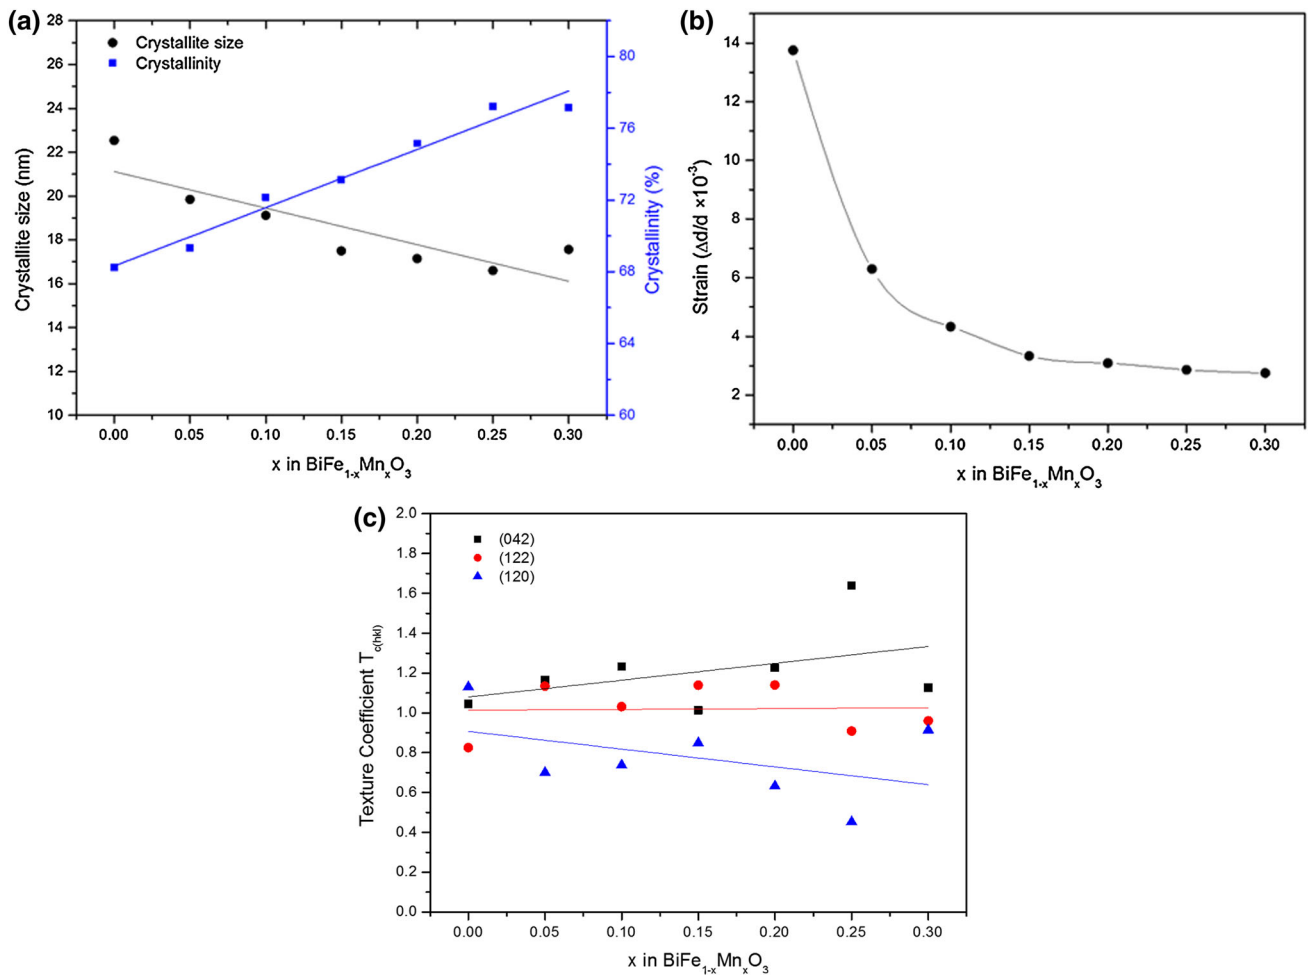 (a)
Crystallite size
Crystallinity
28
26
24
22
20
18
16
14
12
10
Crystallite size (nm)
80
76
72
68
64
60
Crystallinity (%)
0.00 0.05 0.10 0.15 0.20 0.25 0.30
x in BiFe1-xMnxO3
(b)
14
12
10
8
6
4
2
Strain (Δd/d ×10-3)
0.00 0.05 0.10 0.15 0.20 0.25 0.30
x in BiFe1-xMnxO3
(c)
(042)
(122)
(120)
2.0
1.8
1.6
1.4
1.2
1.0
0.8
0.6
0.4
0.2
0.0
Texture Coefficient Tc(hkl)
0.00 0.05 0.10 0.15 0.20 0.25 0.30
x in BiFe1-xMnxO3